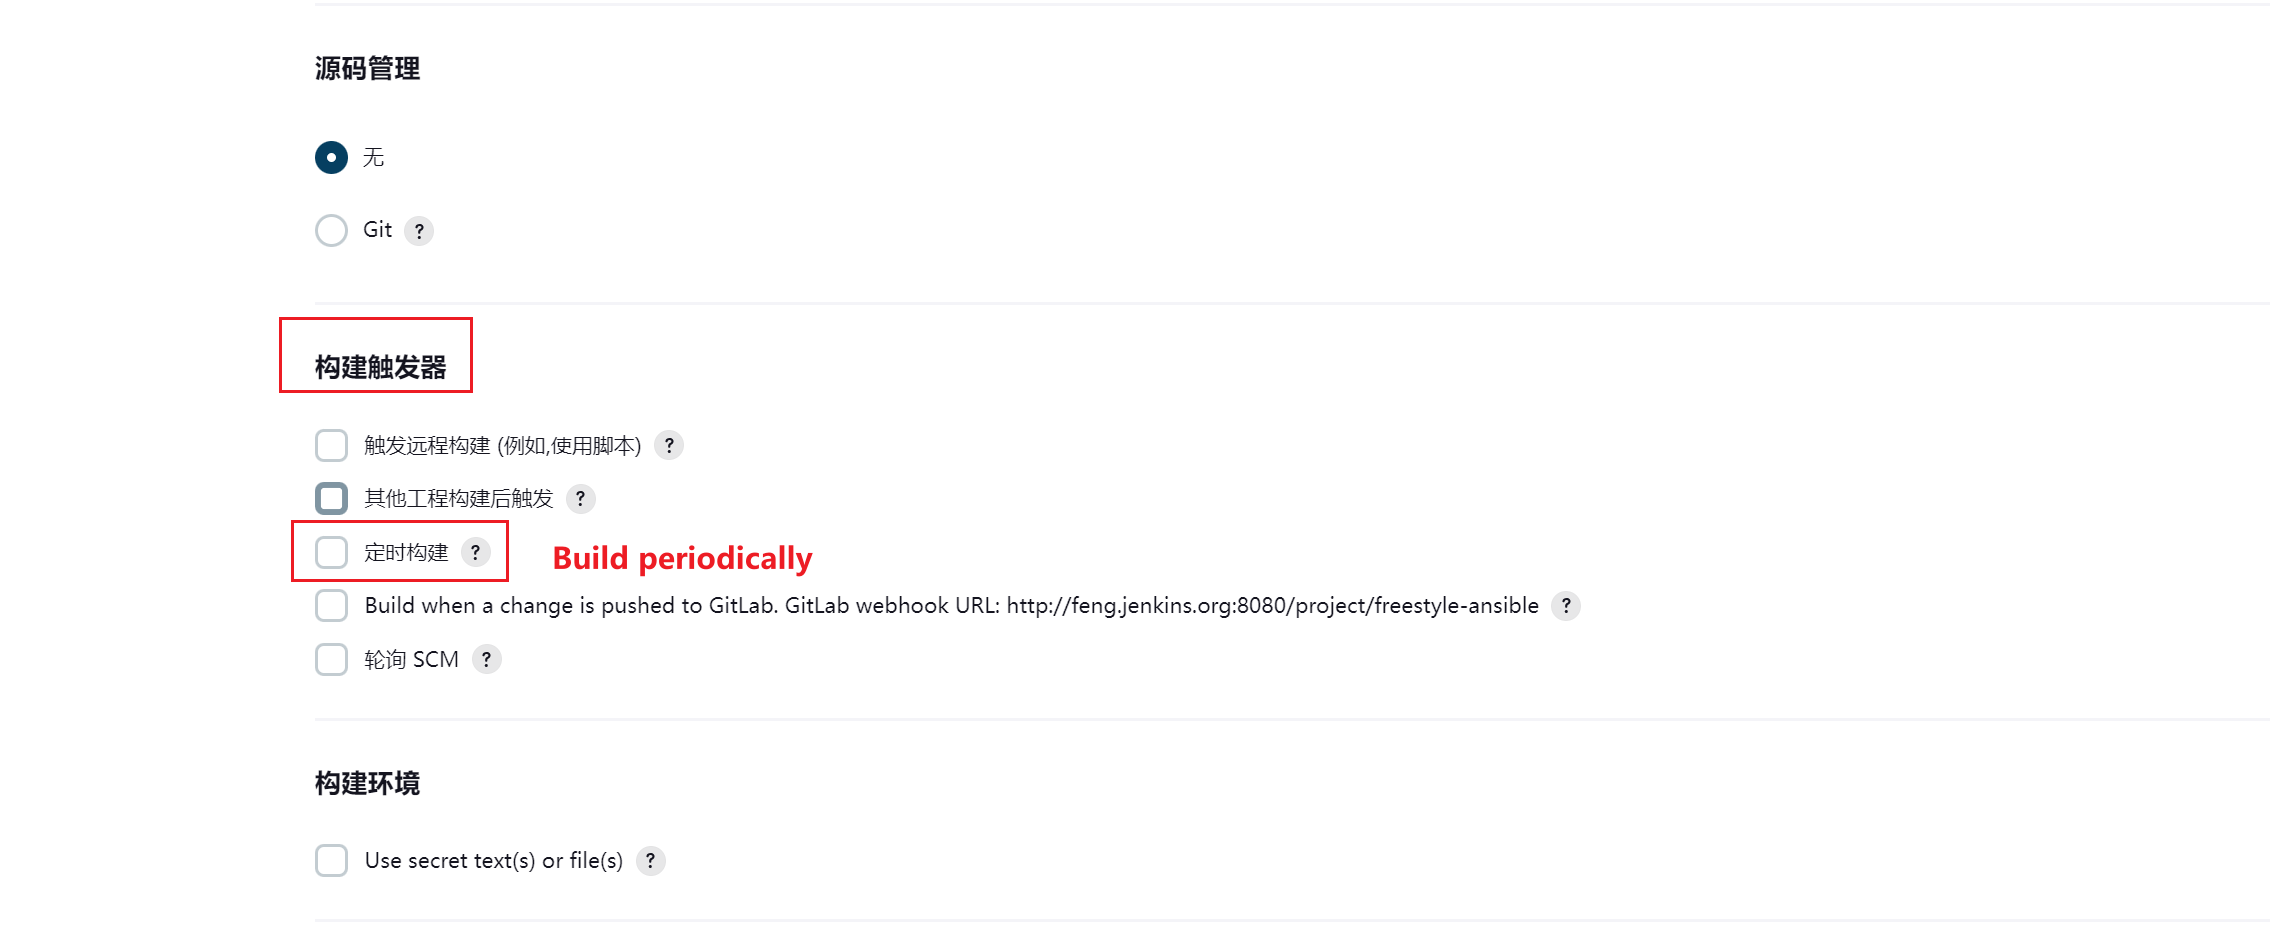 源码管理
无
Git ?
构建触发器
触发远程构建 (例如,使用脚本) ?
其他工程构建后触发 ?
定时构建 ? Build periodically
Build when a change is pushed to GitLab. GitLab webhook URL: http://feng.jenkins.org:8080/project/freestyle-ansible ?
轮询 SCM ?
构建环境
Use secret text(s) or file(s) ?